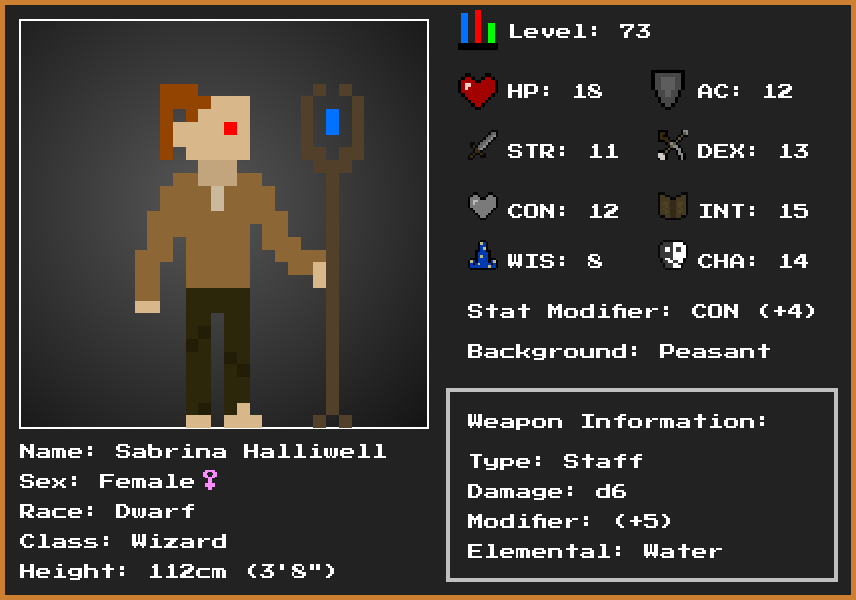 Level: 73
HP: 18
AC: 12
STR: 11
DEX: 13
CON: 12
INT: 15
WIS: 8
CHA: 14
Stat Modifier: CON (+4)
Background: Peasant
Weapon Information:
Type: Staff
Damage: d6
Modifier: (+5)
Elemental: Water
Name: Sabrina Halliwell
Sex: Female♀
Race: Dwarf
Class: Wizard
Height: 112cm (3'8")